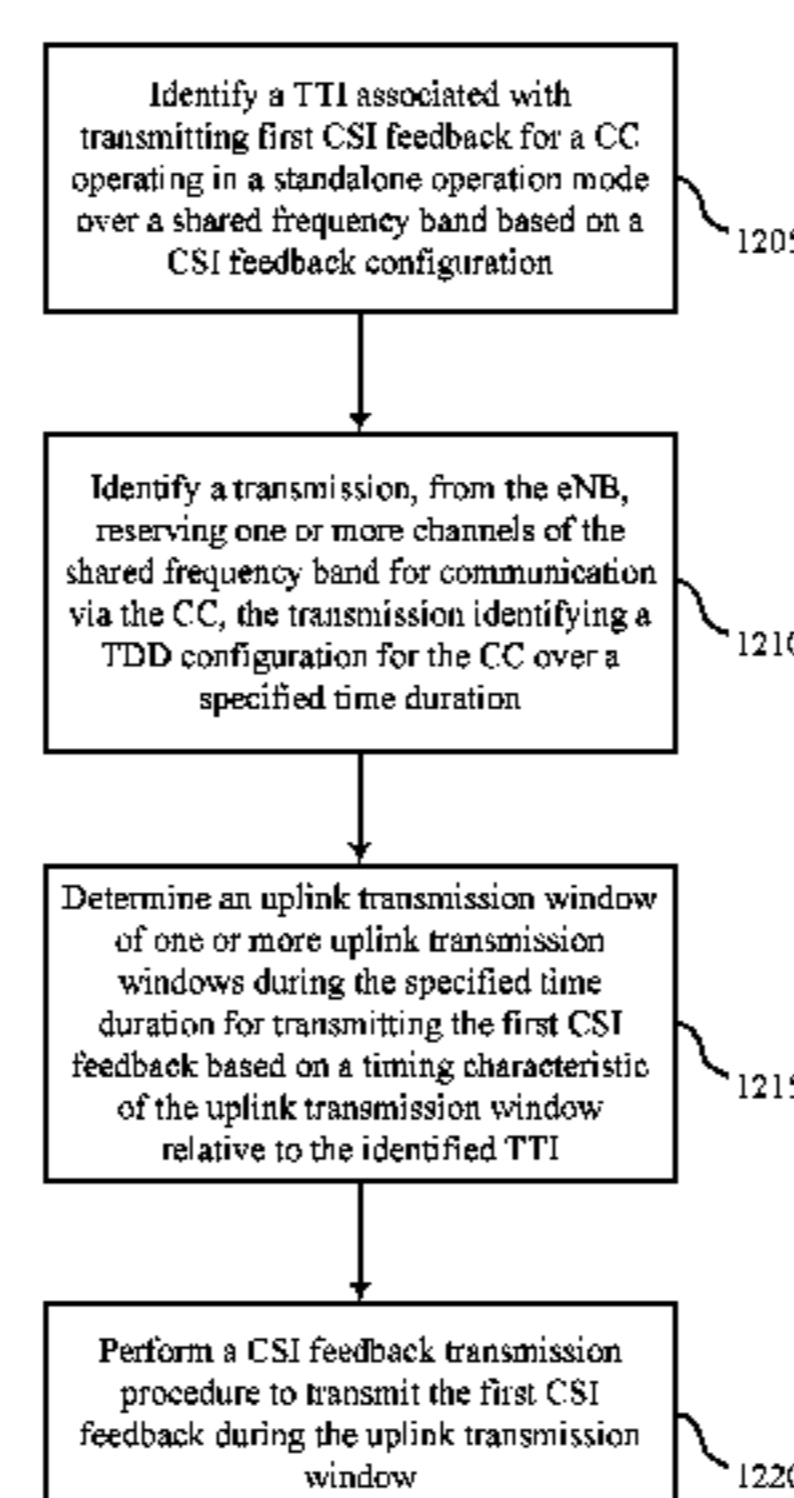 Identify a TTI associated with
transmitting first CSI feedback for a CC
operating in a standalone operation mode
over a shared frequency band based on a
CSI feedback configuration
1205
Identify a transmission, from the eNB,
reserving one or more channels of the
shared frequency band for communication
via the CC, the transmission identifying a
TDD configuration for the CC over a
specified time duration
1210
Determine an uplink transmission window
of one or more uplink transmission
windows during the specified time
duration for transmitting the first CSI
feedback based on a timing characteristic
of the uplink transmission window
relative to the identified TTI
1215
Perform a CSI feedback transmission
procedure to transmit the first CSI
feedback during the uplink transmission
window
1220